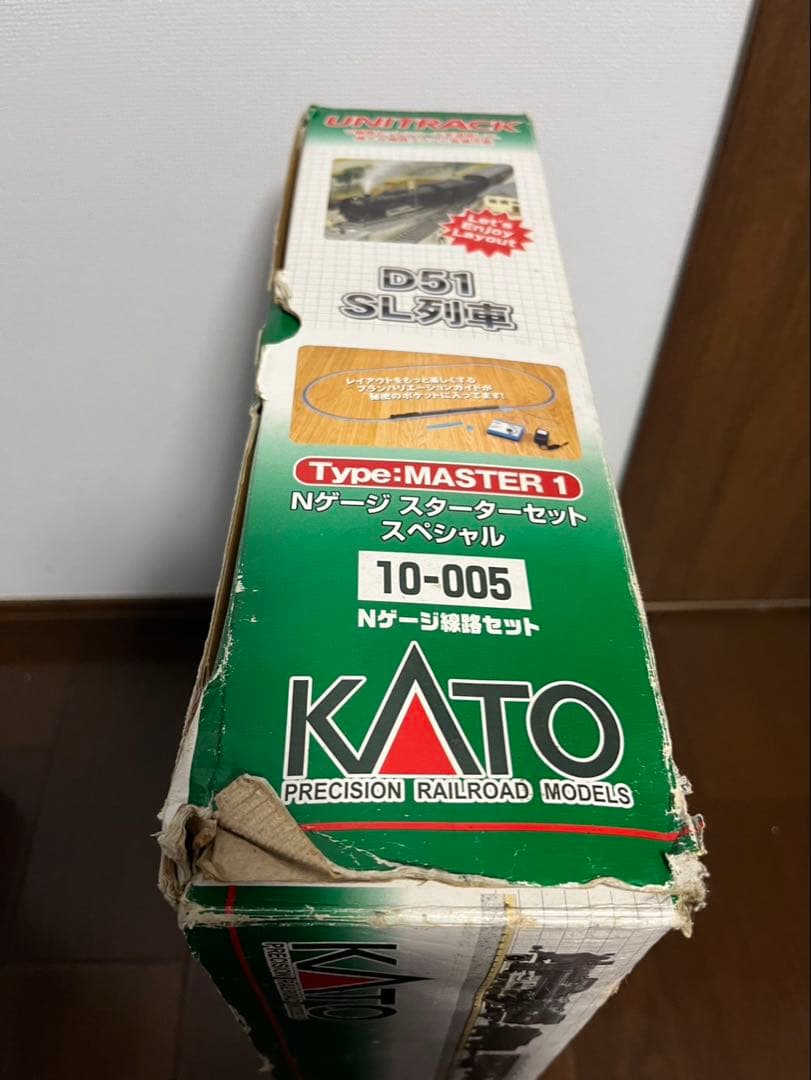 UNITRACK
Let's
Enjoy
Layout
D51
SL列車
レイアウトをもっと楽しくする
プランバリエーションガイドが
秘密のポケットに入ってます!
Type:MASTER 1
Nゲージ スターターセット
スペシャル
10-005
Nゲージ線路セット
KATO
PRECISION RAILROAD MODELS
KATO
PRECISION RAILROAD